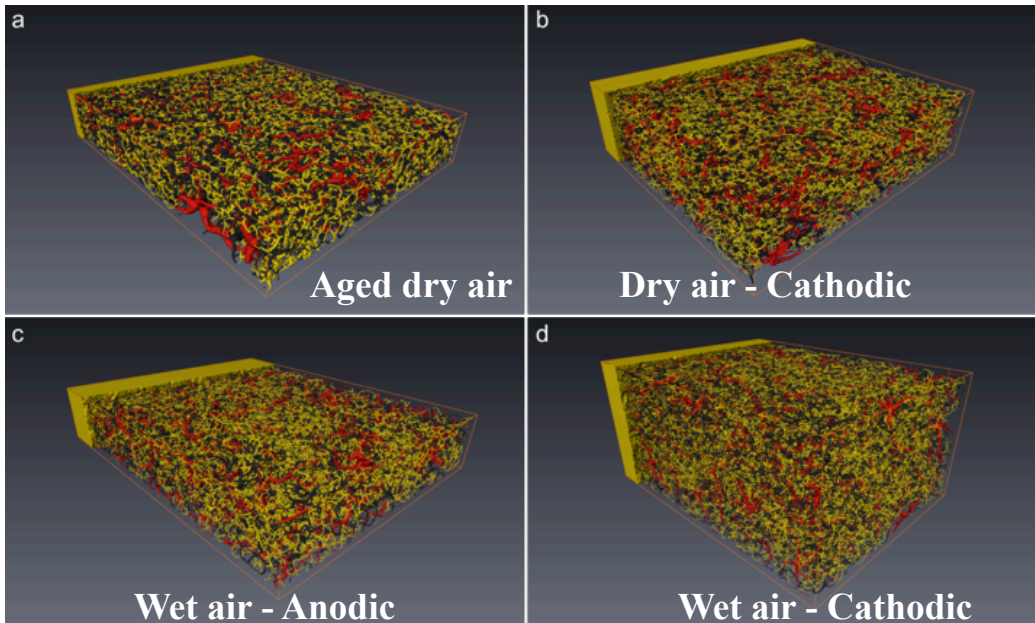 a
b
Aged dry air
Dry air - Cathodic
c
d
Wet air - Anodic
Wet air - Cathodic